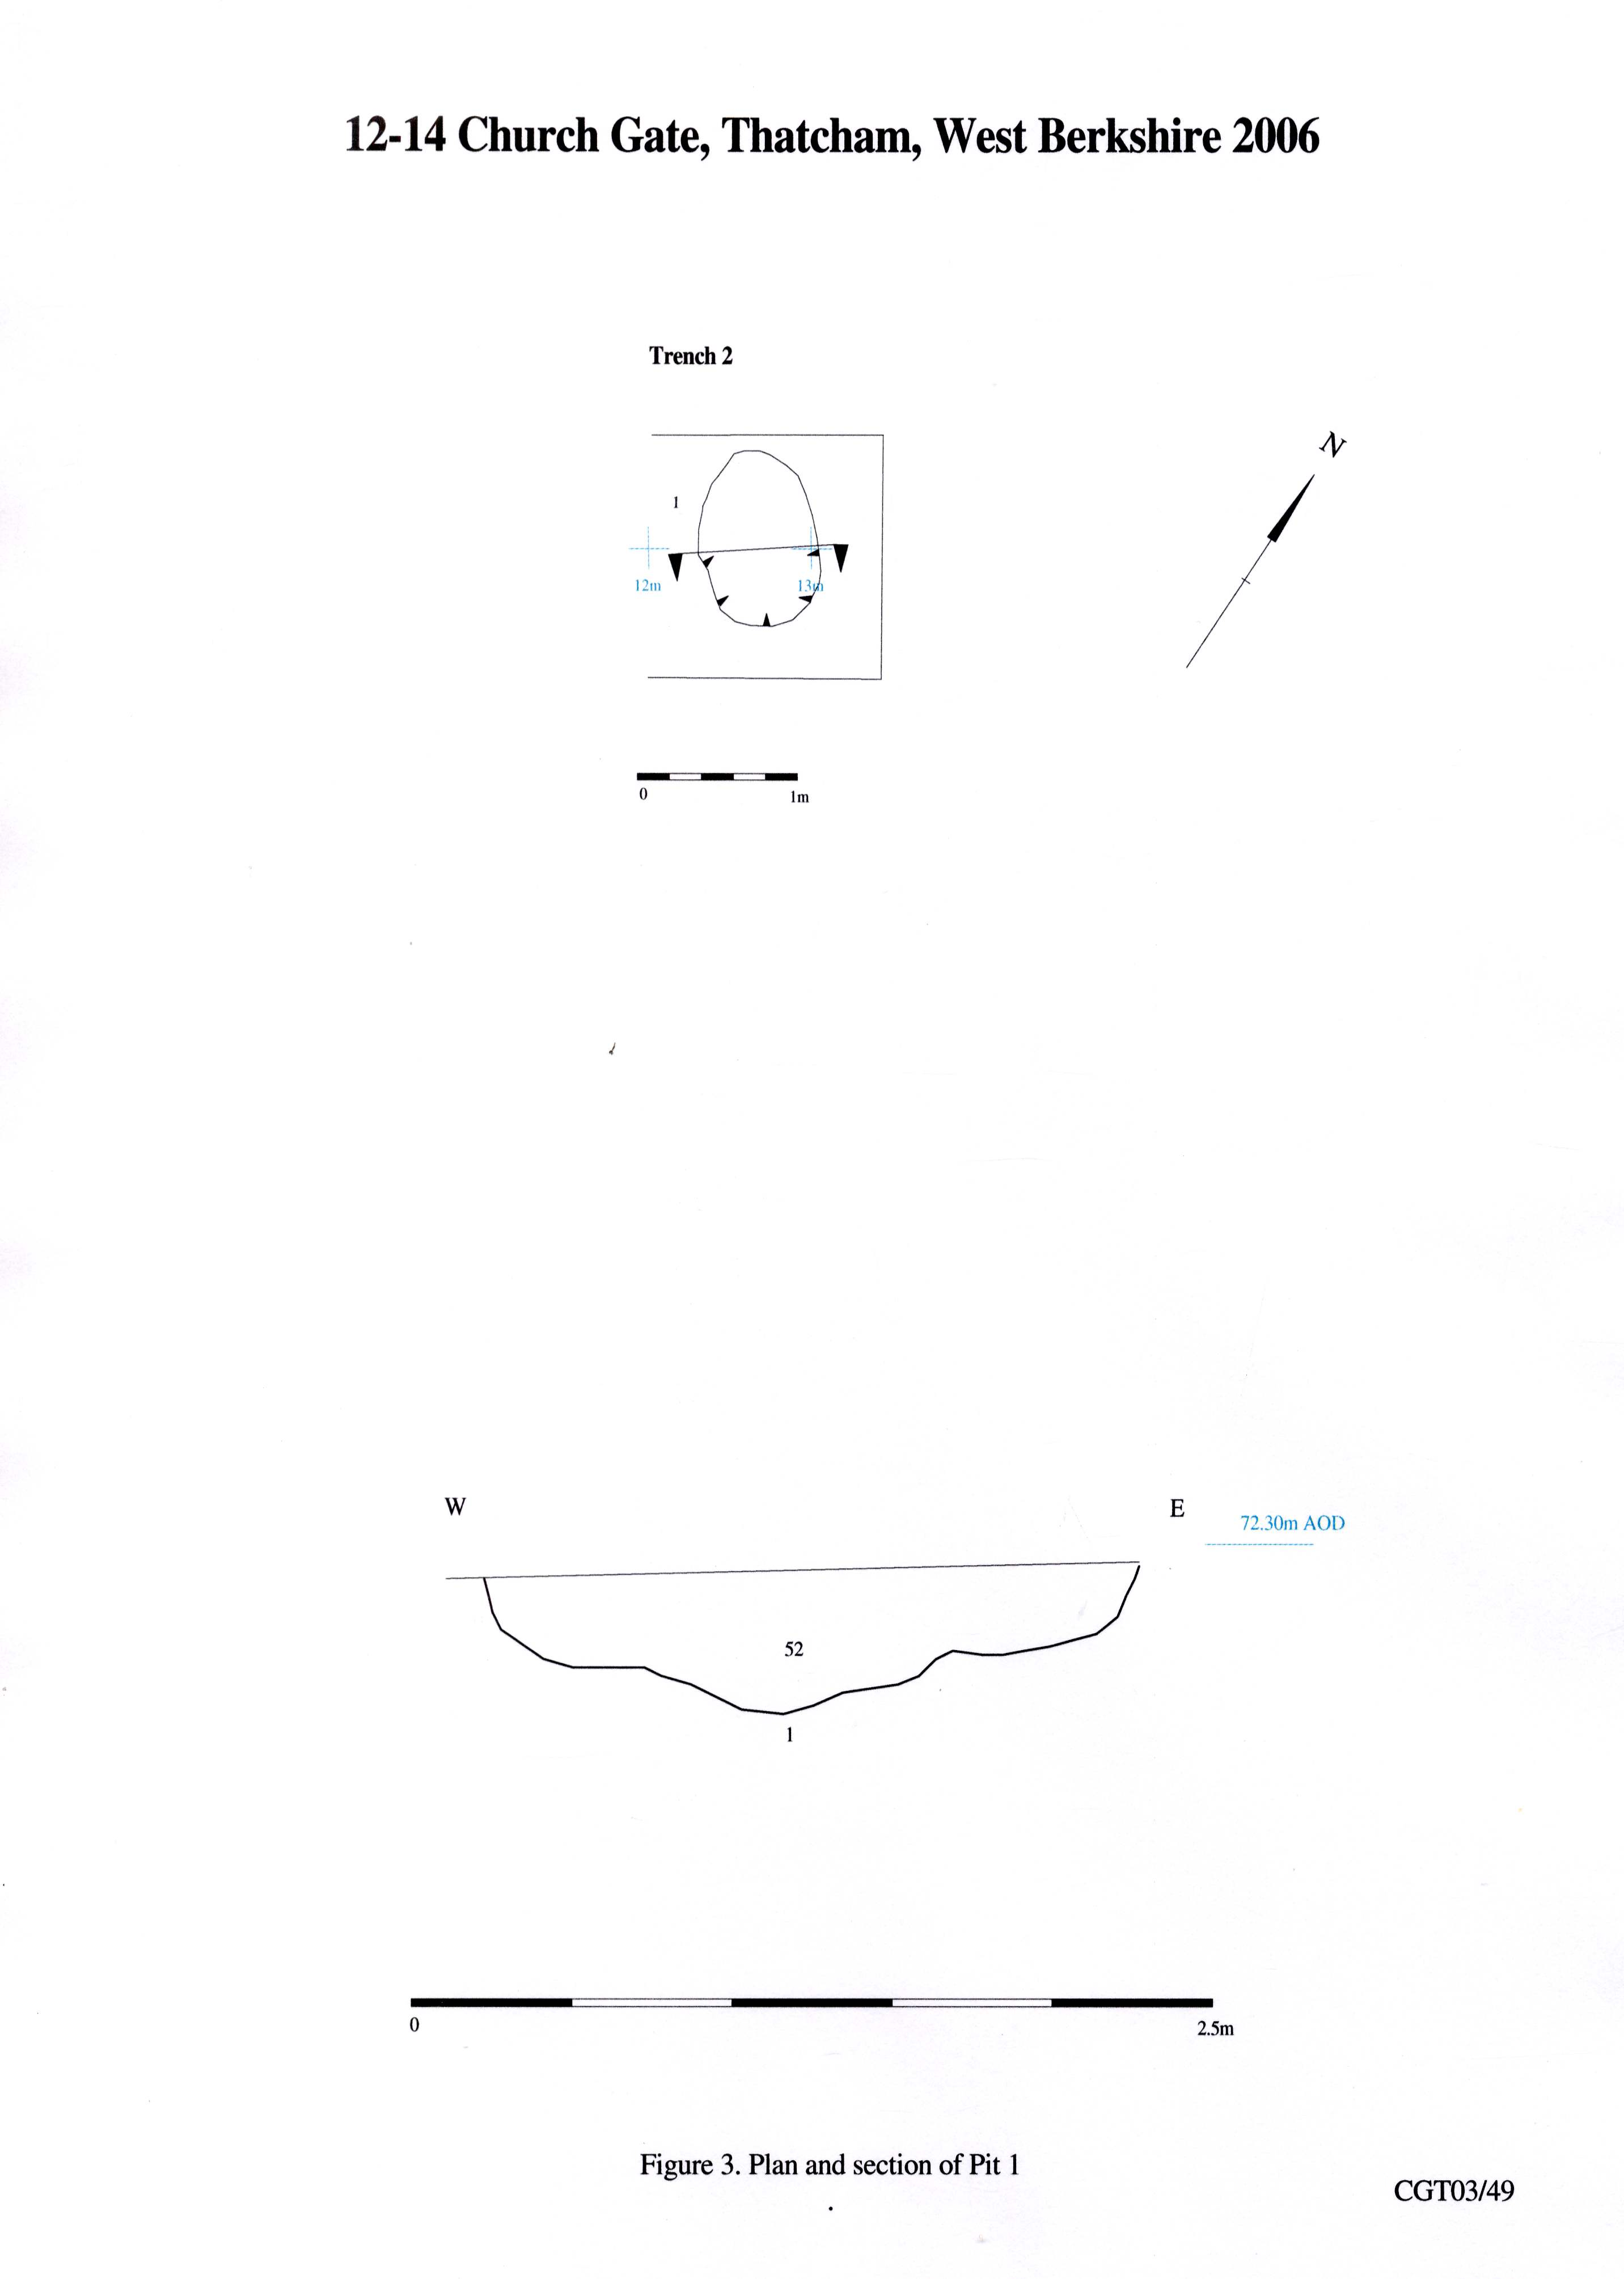 12-14 Church Gate, Thatcham, West Berkshire 2006
Trench 2
N
1
12m
13m
0
1m
W
E
72.30m AOD
52
1
0
2.5m
Figure 3. Plan and section of Pit 1
CGT03/49